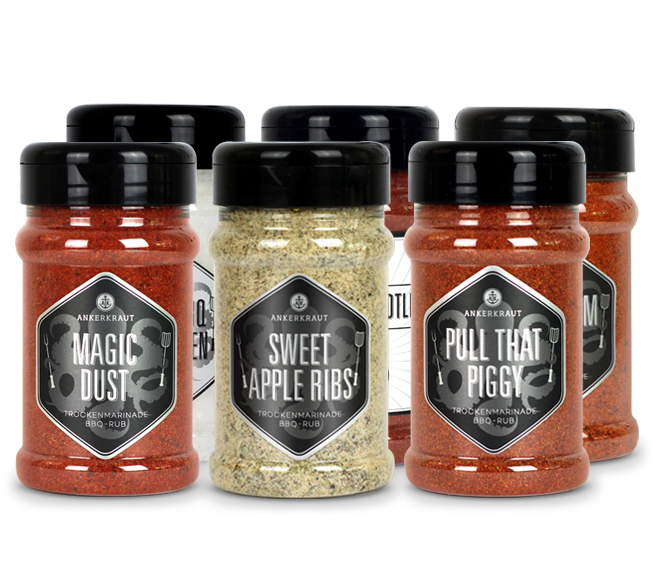 ANKERKRAUT
MAGIC
DUST
TROCKENMARINADE
BBQ-RUB
ANKERKRAUT
SWEET
APPLE RIBS
TROCKENMARINADE
BBQ-RUB
ANKERKRAUT
PULL THAT
PIGGY
TROCKENMARINADE
BBQ-RUB